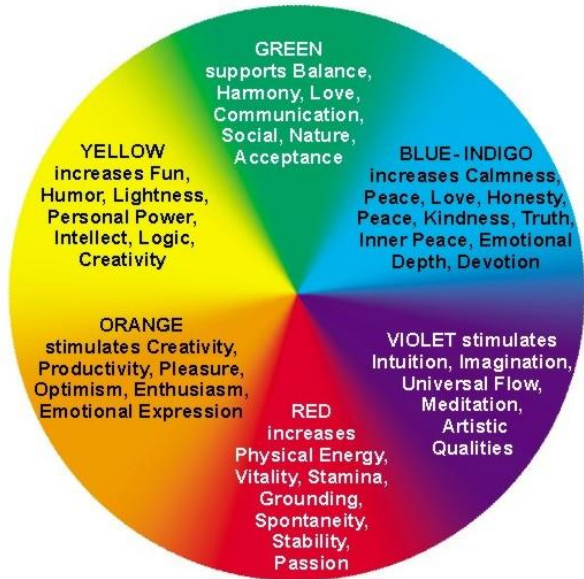 GREEN
supports Balance,
Harmony, Love,
Communication,
Social, Nature,
Acceptance
BLUE-INDIGO
increases Calmness,
Peace, Love, Honesty,
Peace, Kindness, Truth,
Inner Peace, Emotional
Depth, Devotion
VIOLET stimulates
Intuition, Imagination,
Universal Flow,
Meditation,
Artistic
Qualities
RED
increases
Physical Energy,
Vitality, Stamina,
Grounding,
Spontaneity,
Stability,
Passion
ORANGE
stimulates Creativity,
Productivity, Pleasure,
Optimism, Enthusiasm,
Emotional Expression
YELLOW
increases Fun,
Humor, Lightness,
Personal Power,
Intellect, Logic,
Creativity